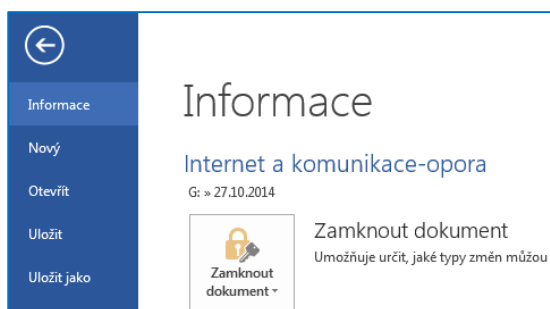 Informace
Nový
Otevřít
Uložit
Uložit jako
Informace
Internet a komunikace-opora
G: » 27.10.2014
Zamknout
dokument
Zamknout dokument
Umožňuje určit, jaké typy změn můžou